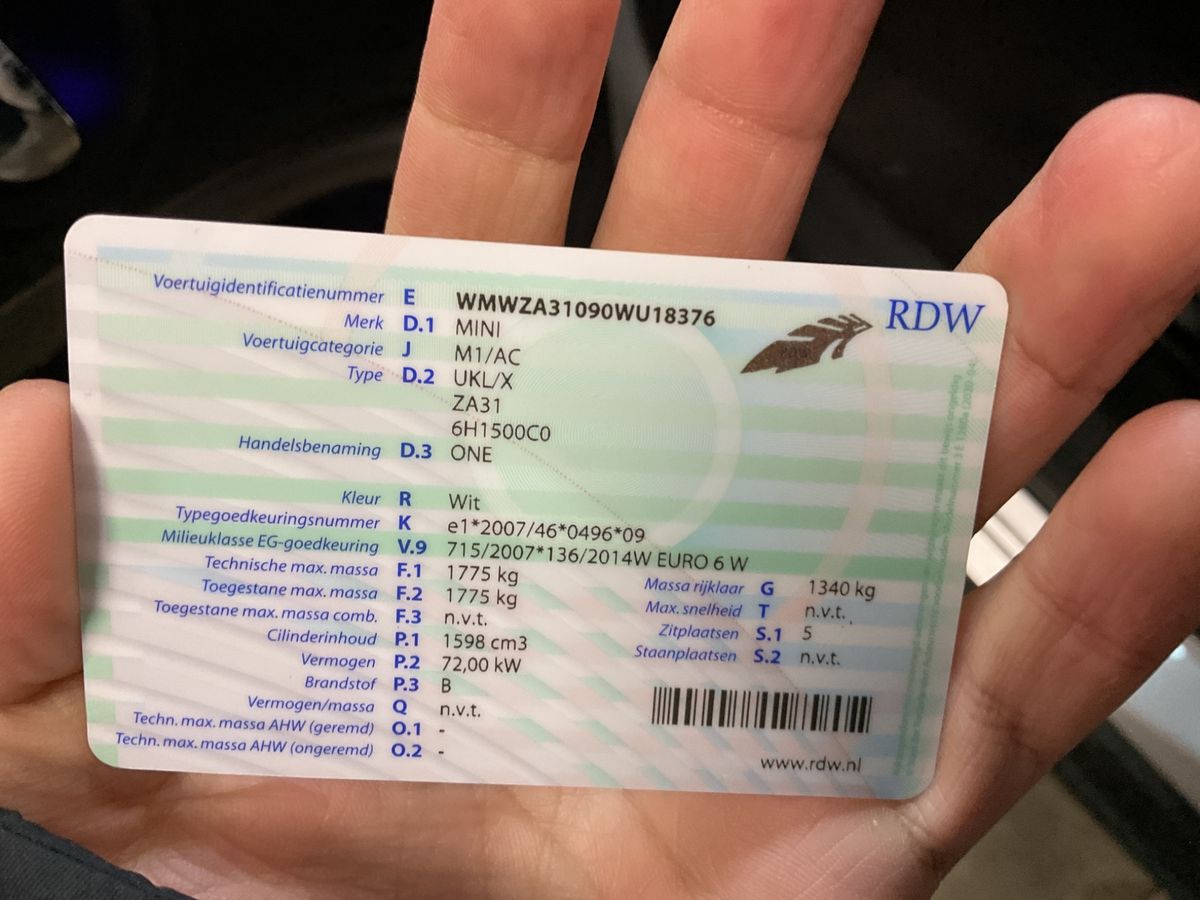 Voertuigidentificatienummer E WMWZA31090WU18376
RDW
Merk D.1 MINI
Voertuigcategorie J M1/AC
Type D.2 UKL/X
ZA31
6H1500C0
Handelsbenaming D.3 ONE
Kleur R Wit
Typegoedkeuringsnummer K e1*2007/46*0496*09
Milieuklasse EG-goedkeuring V.9 715/2007*136/2014W EURO 6 W
Technische max. massa F.1 1775 kg
Massa rijklaar G 1340 kg
Toegestane max. massa F.2 1775 kg
Max. snelheid T n.v.t.
Toegestane max. massa comb. F.3 n.v.t.
Zitplaatsen S.1 5
Cilinderinhoud P.1 1598 cm3
Staanplaatsen S.2 n.v.t.
Vermogen P.2 72,00 kW
Brandstof P.3 B
Vermogen/massa Q n.v.t.
Techn. max. massa AHW (geremd) O.1 -
Techn. max. massa AHW (ongeremd) O.2 -
www.rdw.nl